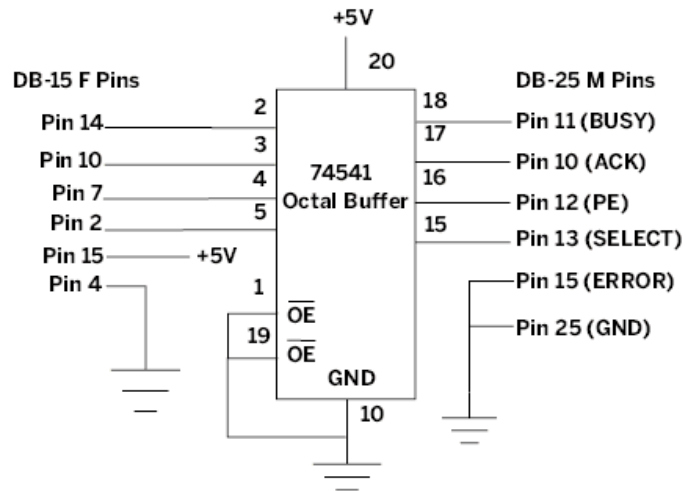 +5V
20
DB-15 F Pins
DB-25 M Pins
2
18
Pin 14
Pin 11 (BUSY)
3
17
Pin 10
74541
Pin 10 (ACK)
4
16
Pin 7
Octal Buffer
Pin 12 (PE)
5
15
Pin 2
Pin 13 (SELECT)
Pin 15
+5V
Pin 4
1
Pin 15 (ERROR)
OE
19
Pin 25 (GND)
OE
GND
10